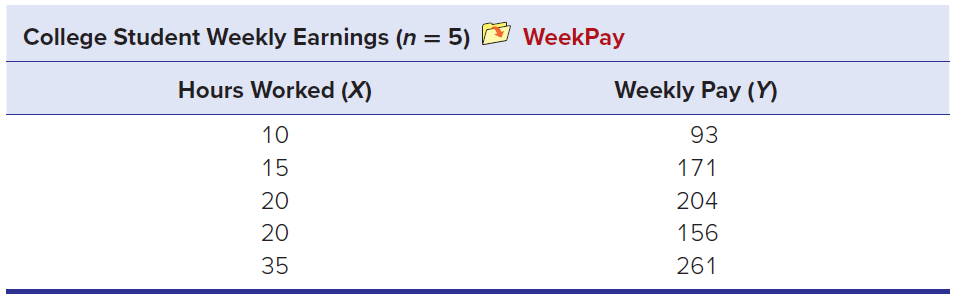 College Student Weekly Earnings (n = 5) WeekPay
Hours Worked (X) Weekly Pay (Y)
10 93
15 171
20 204
20 156
35 261